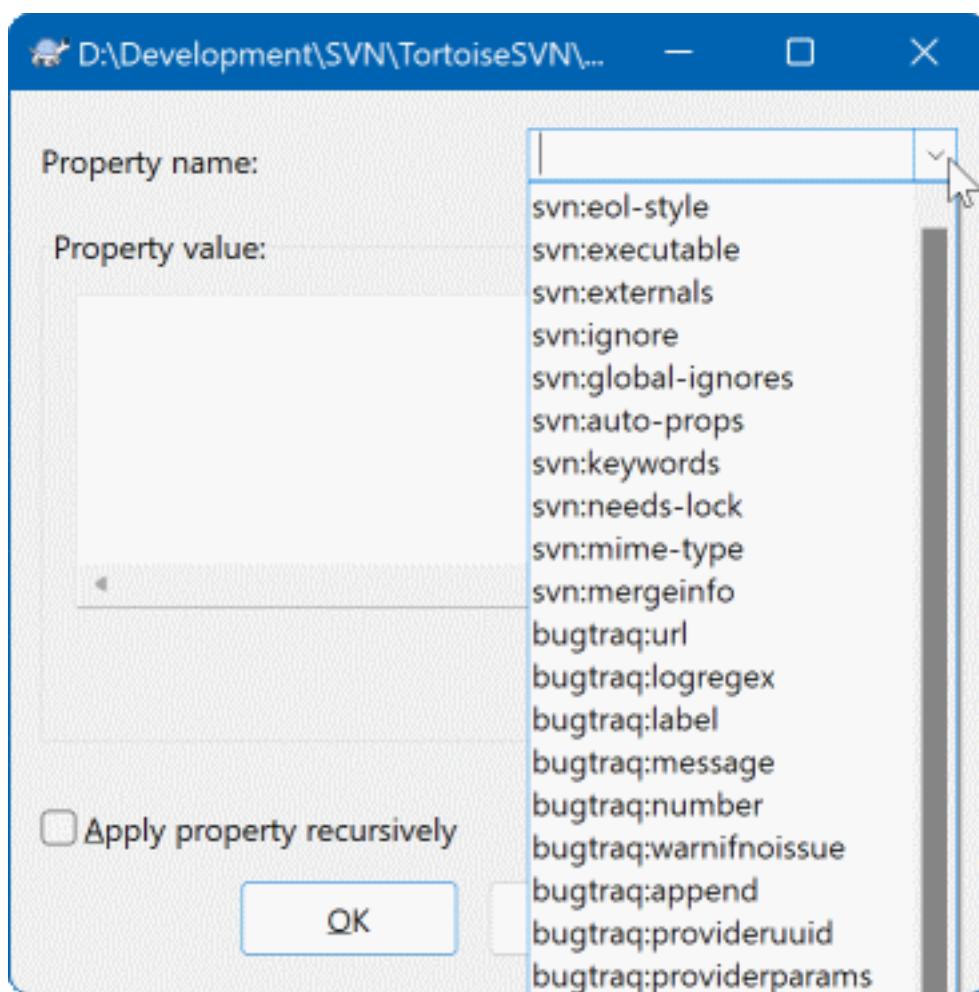 D:\Development\SVN\TortoiseSVN\...
Property name:
Property value:
svn:eol-style
svn:executable
svn:externals
svn:ignore
svn:global-ignores
svn:auto-props
svn:keywords
svn:needs-lock
svn:mime-type
svn:mergeinfo
bugtraq:url
bugtraq:logregex
bugtraq:label
bugtraq:message
bugtraq:number
bugtraq:warnifnoissue
bugtraq:append
bugtraq:provideruuid
bugtraq:providerparams
Apply property recursively
OK